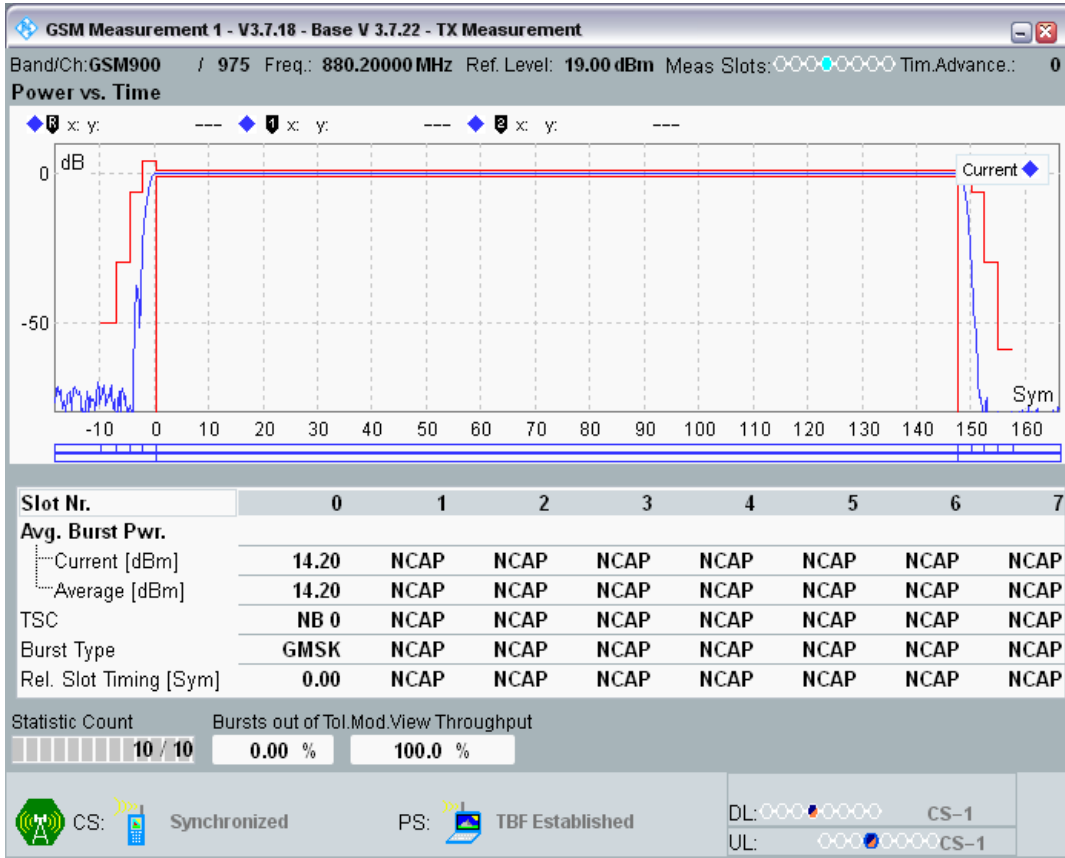 GSM Measurement 1 - V3.7.18 - Base V 3.7.22 - TX Measurement
Band/Ch:GSM900 / 975 Freq.: 880.20000 MHz Ref. Level: 19.00 dBm Meas Slots: Tim.Advance.: 0
Power vs. Time
R x: y: --- 1 x: y: --- 2 x: y: ---
dB
0
Current
-50
Sym
-10 0 10 20 30 40 50 60 70 80 90 100 110 120 130 140 150 160
Slot Nr. 0 1 2 3 4 5 6 7
Avg. Burst Pwr.
Current [dBm] 14.20 NCAP NCAP NCAP NCAP NCAP NCAP NCAP
Average [dBm] 14.20 NCAP NCAP NCAP NCAP NCAP NCAP NCAP
TSC NB 0 NCAP NCAP NCAP NCAP NCAP NCAP NCAP
Burst Type GMSK NCAP NCAP NCAP NCAP NCAP NCAP NCAP
Rel. Slot Timing [Sym] 0.00 NCAP NCAP NCAP NCAP NCAP NCAP NCAP
Statistic Count Bursts out of Tol.Mod.View Throughput
10 / 10 0.00 % 100.0 %
CS: Synchronized PS: TBF Established
DL: CS-1
UL: CS-1